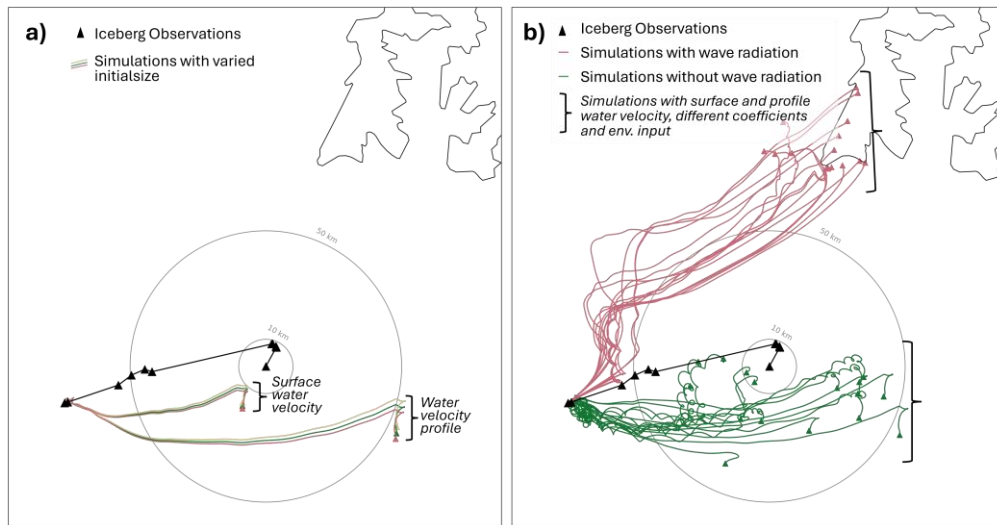 a)
Iceberg Observations
Simulations with varied
initialsize
50 km
10 km
Surface
water
velocity
Water
velocity
profile
b)
Iceberg Observations
Simulations with wave radiation
Simulations without wave radiation
Simulations with surface and profile
water velocity, different coefficients
and env. input
50 km
10 km